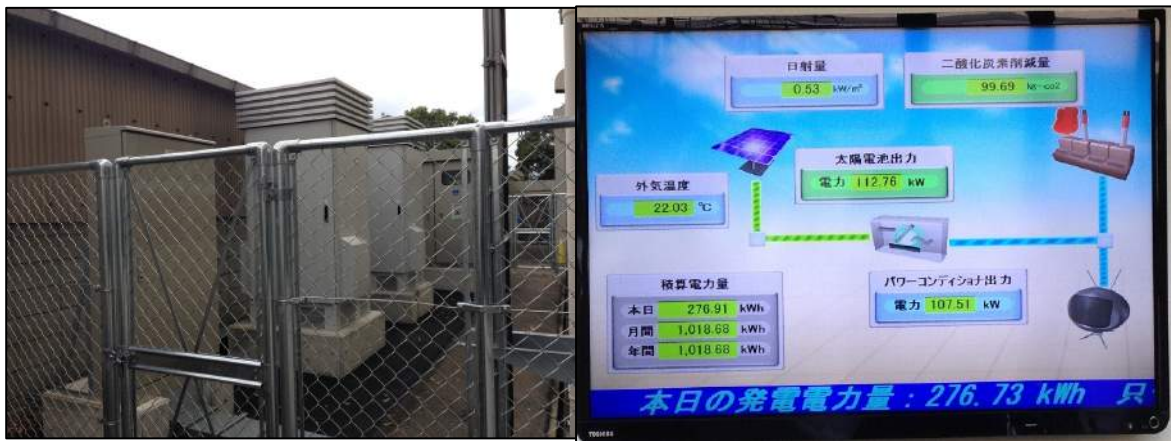 日射量
0.53 kW/m²
二酸化炭素削減量
99.69 kg-co2
太陽電池出力
電力 112.76 kW
外気温度
22.03 ℃
積算電力量
本日 276.91 kWh
月間 1,018.68 kWh
年間 1,018.68 kWh
パワーコンディショナ出力
電力 107.51 kW
本日の発電電力量：276.73 kWh 只
TOSHIBA